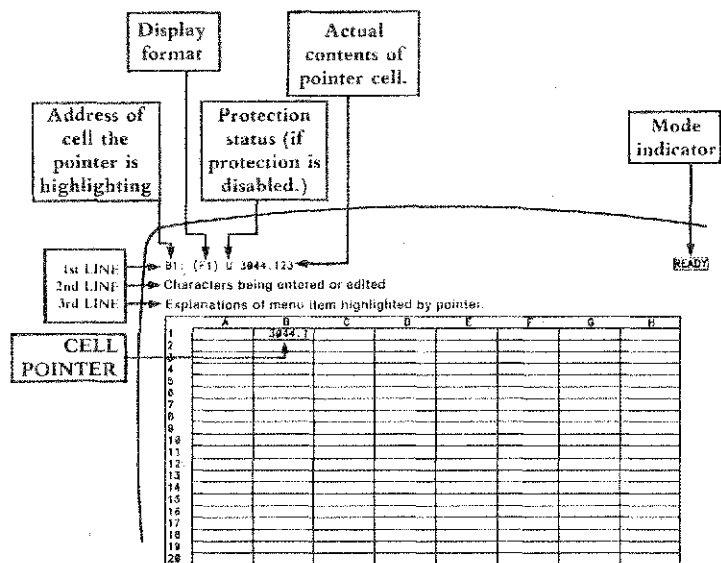 Display
format
Actual
contents of
pointer cell.
Address of
cell the
pointer is
highlighting
Protection
status (if
protection is
disabled.)
Mode
indicator
1st LINE
B1: (F1) U 3044.123
READY
2nd LINE
Characters being entered or edited
3rd LINE
Explanations of menu item highlighted by pointer.
CELL
POINTER
A B C D E F G H
1 3044.1
2
3
4
5
6
7
8
9
10
11
12
13
14
15
16
17
18
19
20